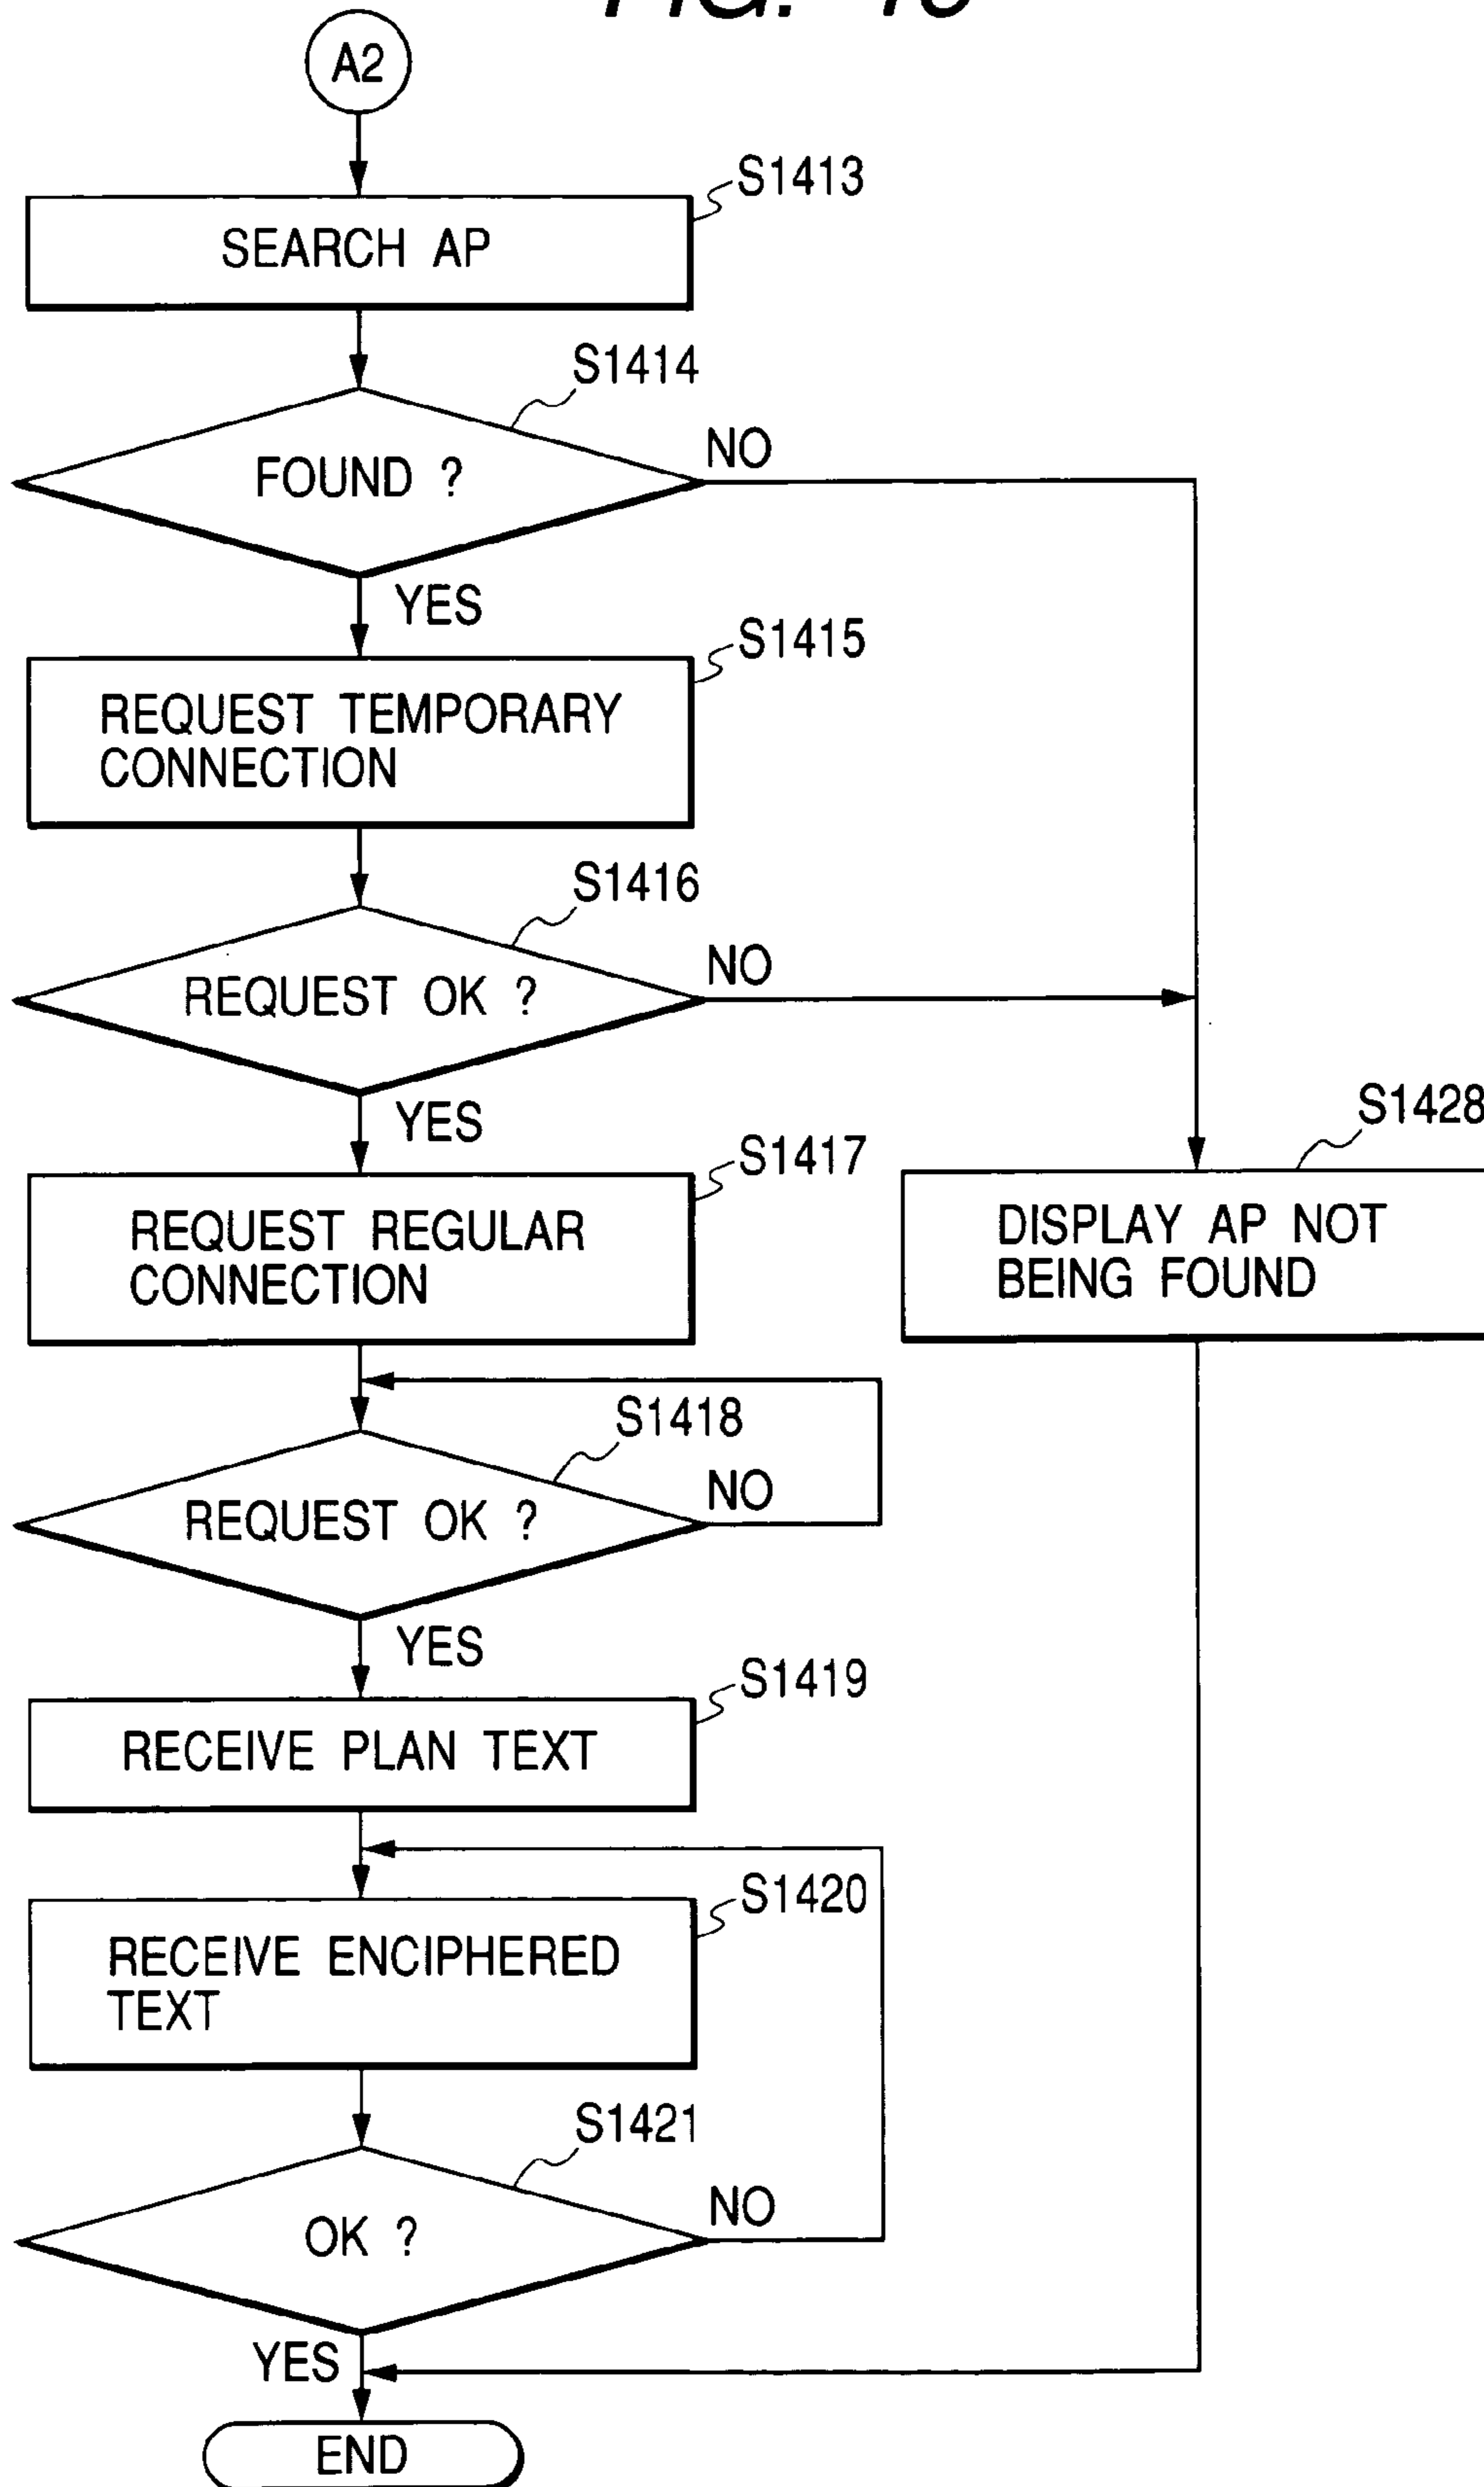 FIG.
A2
S1413
SEARCH AP
S1414
FOUND ?
NO
YES
S1415
REQUEST TEMPORARY
CONNECTION
S1416
REQUEST OK ?
NO
YES
S1417
REQUEST REGULAR
CONNECTION
S1428
DISPLAY AP NOT
BEING FOUND
S1418
REQUEST OK ?
NO
YES
S1419
RECEIVE PLAN TEXT
S1420
RECEIVE ENCIPHERED
TEXT
S1421
OK ?
NO
YES
END